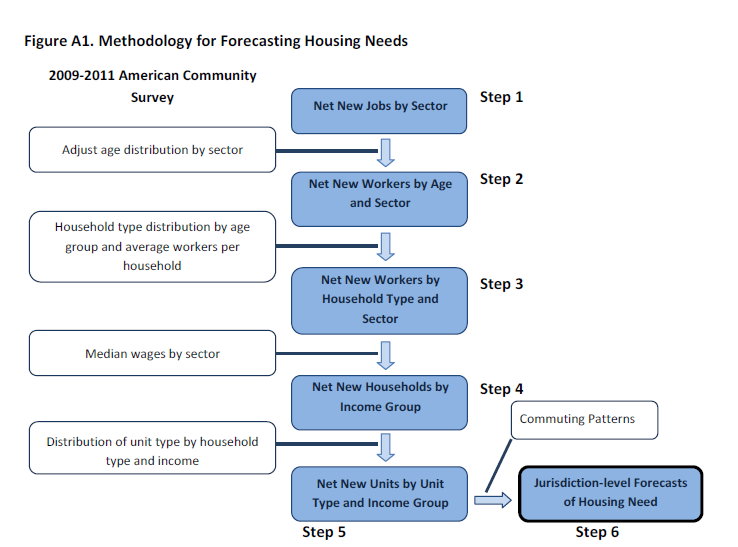 Figure A1. Methodology for Forecasting Housing Needs
2009-2011 American Community
Survey
Net New Jobs by Sector
Step 1
Adjust age distribution by sector
Net New Workers by Age
and Sector
Step 2
Household type distribution by age
group and average workers per
household
Net New Workers by
Household Type and
Sector
Step 3
Median wages by sector
Net New Households by
Income Group
Step 4
Commuting Patterns
Distribution of unit type by household
type and income
Net New Units by Unit
Type and Income Group
Step 5
Jurisdiction-level Forecasts
of Housing Need
Step 6